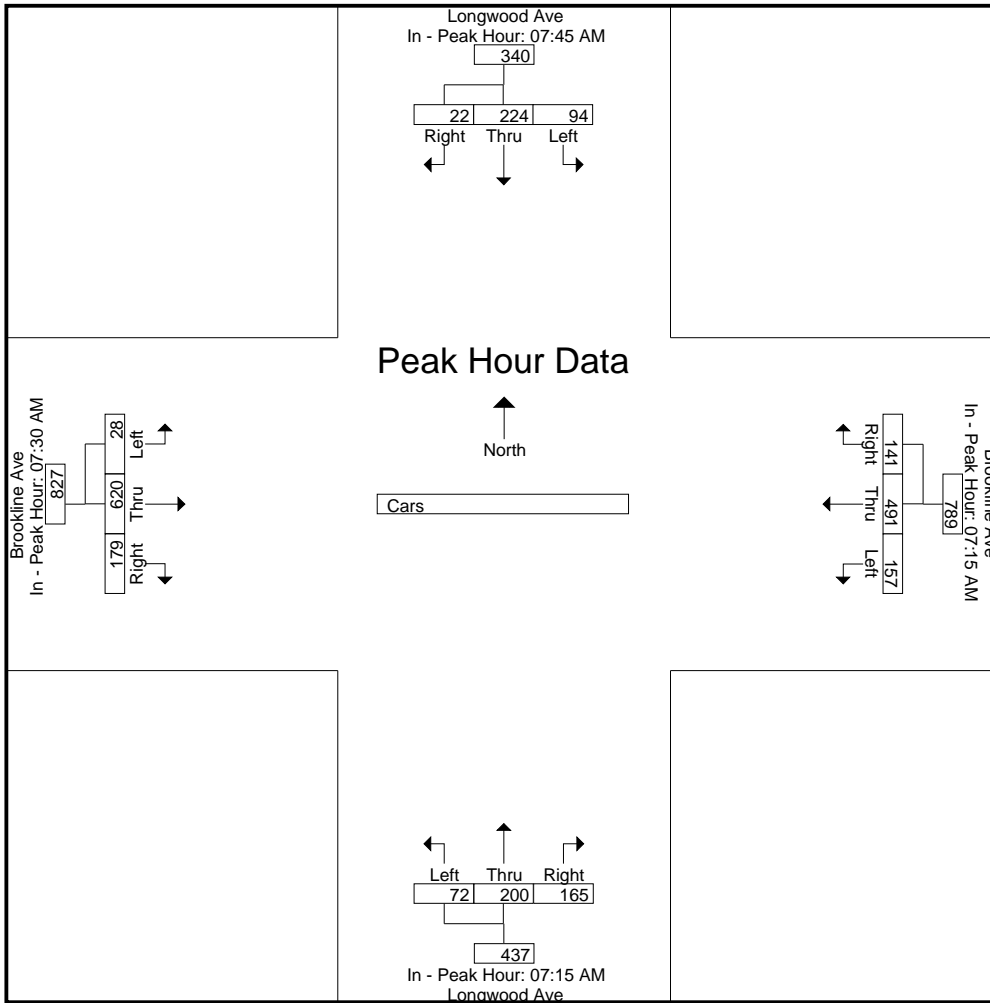 Longwood Ave
In - Peak Hour: 07:45 AM
340
22 224 94
Right Thru Left
Peak Hour Data
North
Cars
Brookline Ave
In - Peak Hour: 07:30 AM
827
28 620 179
Left Thru Right
Brookline Ave
In - Peak Hour: 07:15 AM
789
141 491 157
Right Thru Left
Left Thru Right
72 200 165
437
In - Peak Hour: 07:15 AM
Longwood Ave